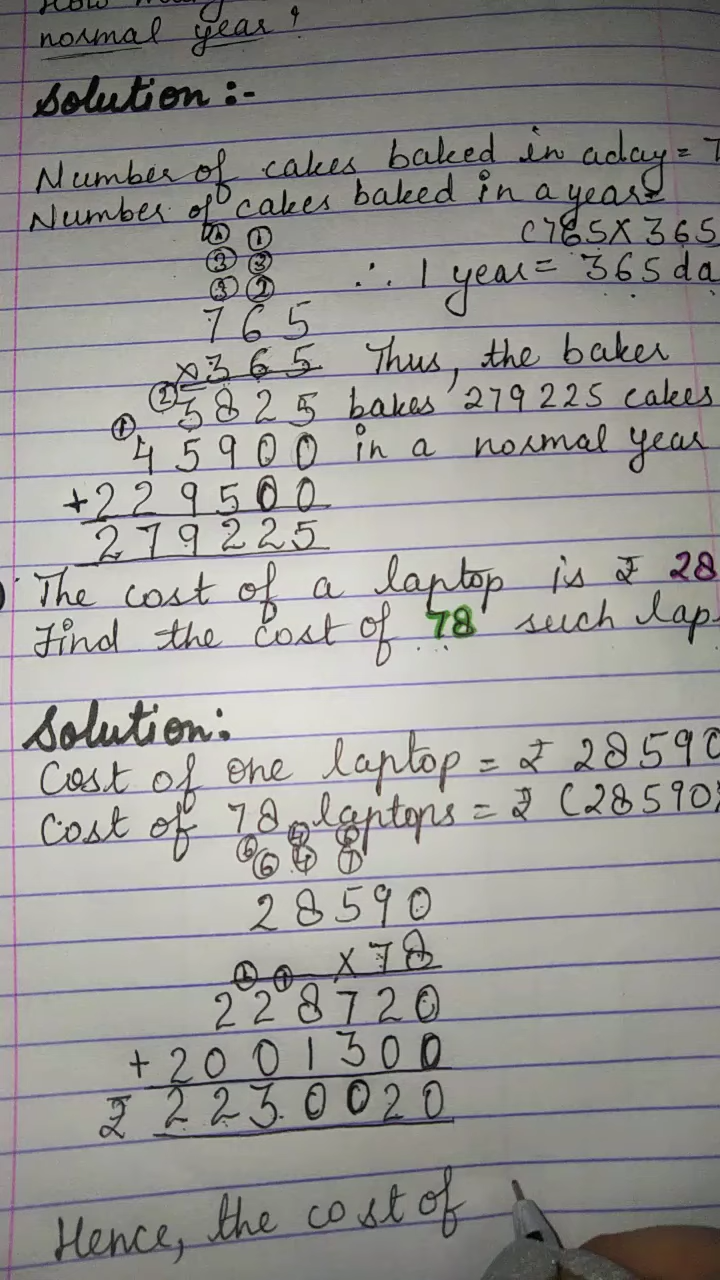 normal year?
Solution :-
Number of cakes baked in a day = 7
Number of cakes baked in a year =
(765 X 365
∴ 1 year = 365 da
765
×365 Thus, the baker
3825 bakes 279225 cakes
45900 in a normal year
+229500
279225
The cost of a laptop is ₹ 28
Find the cost of 78 such lap
Solution:
Cost of one laptop = ₹ 28590
Cost of 78 laptops = ₹ (28590
28590
×78
228720
+2001300
₹ 2230020
Hence, the cost of